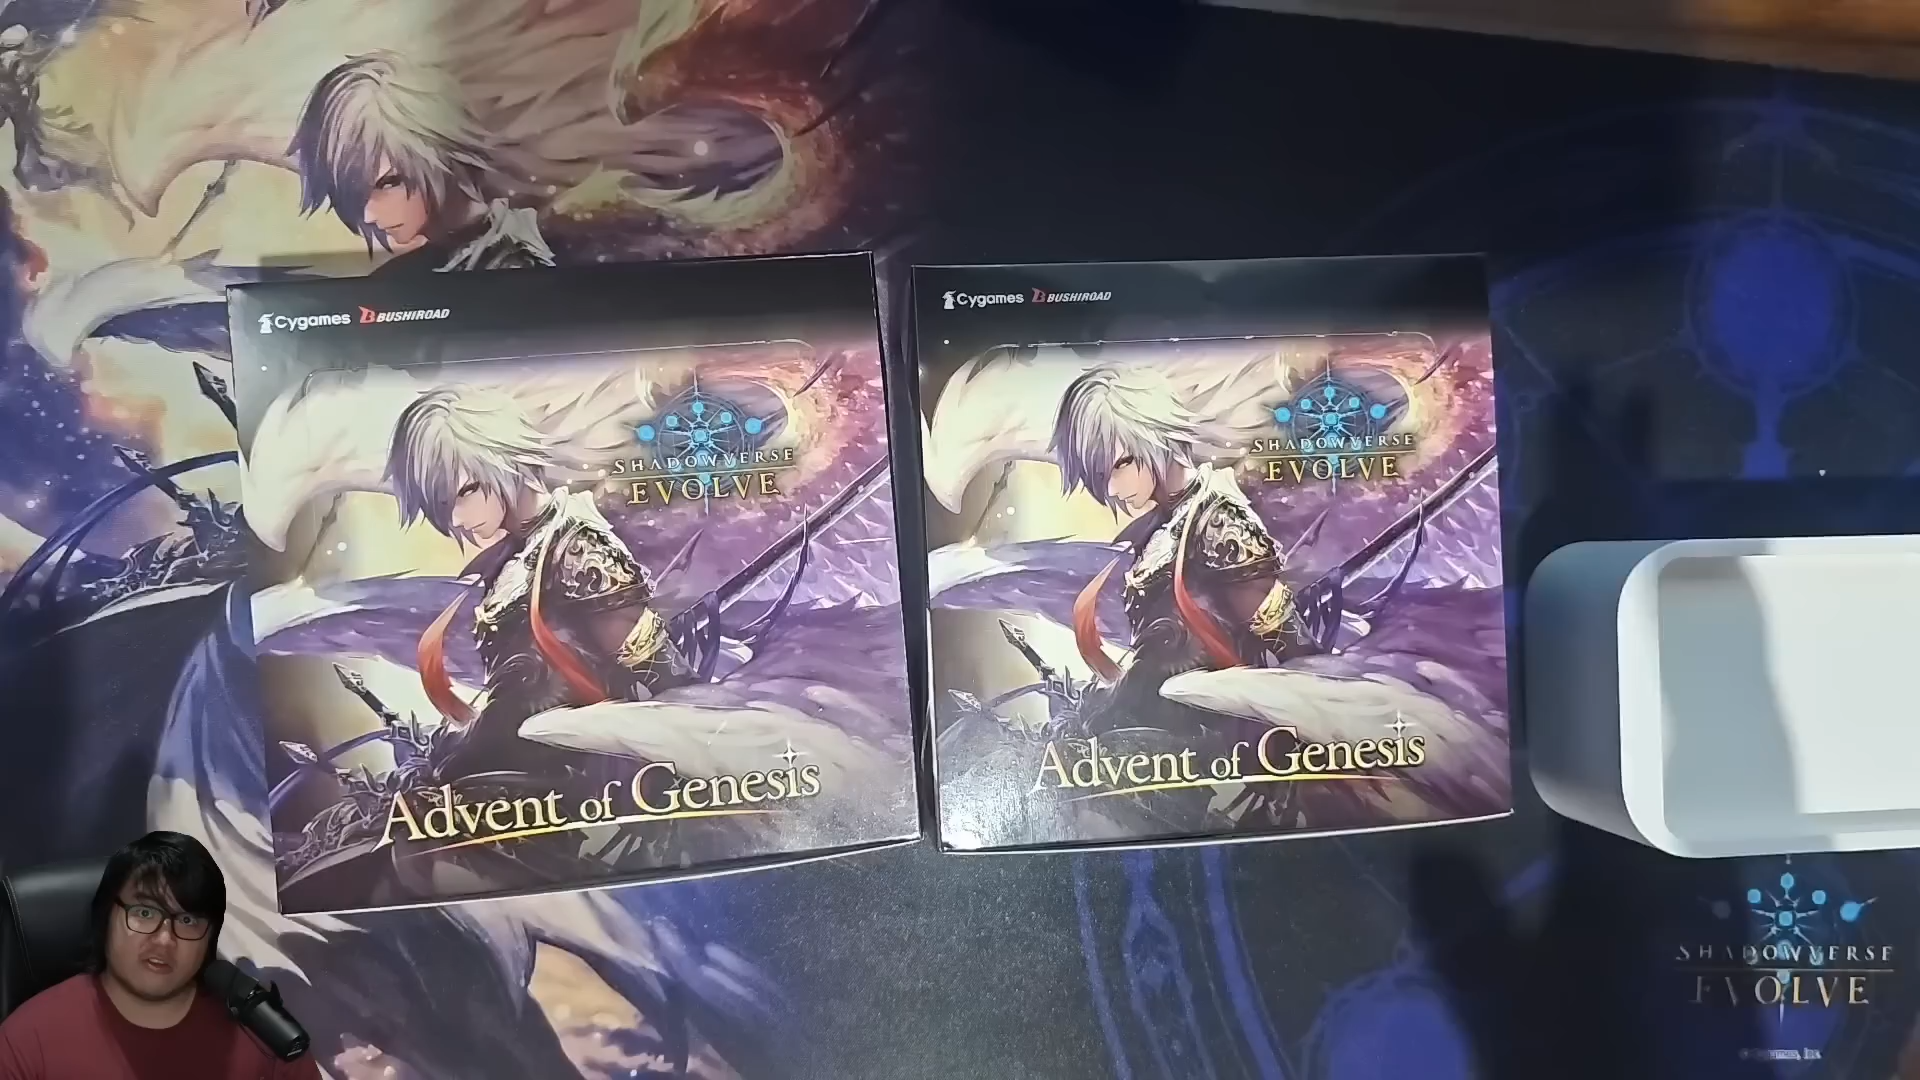 Cygames BUSHIROAD
SHADOWVERSE
EVOLVE
Advent of Genesis
Cygames BUSHIROAD
SHADOWVERSE
EVOLVE
Advent of Genesis
SHADOWVERSE
EVOLVE